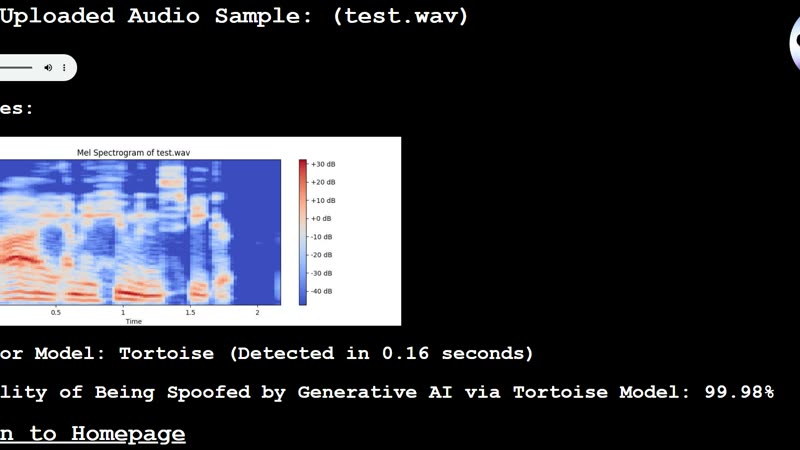 Uploaded Audio Sample: (test.wav)
es:
Mel Spectrogram of test.wav
+30 dB
+20 dB
+10 dB
+0 dB
-10 dB
-20 dB
-30 dB
-40 dB
0.5 1 1.5 2
Time
or Model: Tortoise (Detected in 0.16 seconds)
lity of Being Spoofed by Generative AI via Tortoise Model: 99.98%
n to Homepage